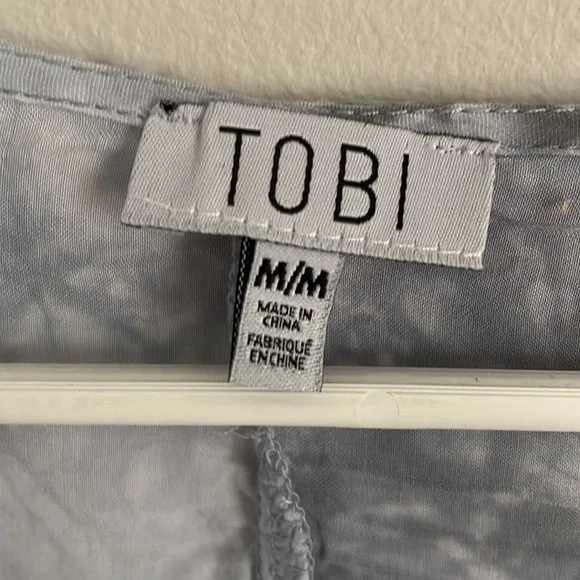 TOBI
M/M
MADE IN
CHINA
FABRIQUÉ
EN CHINE